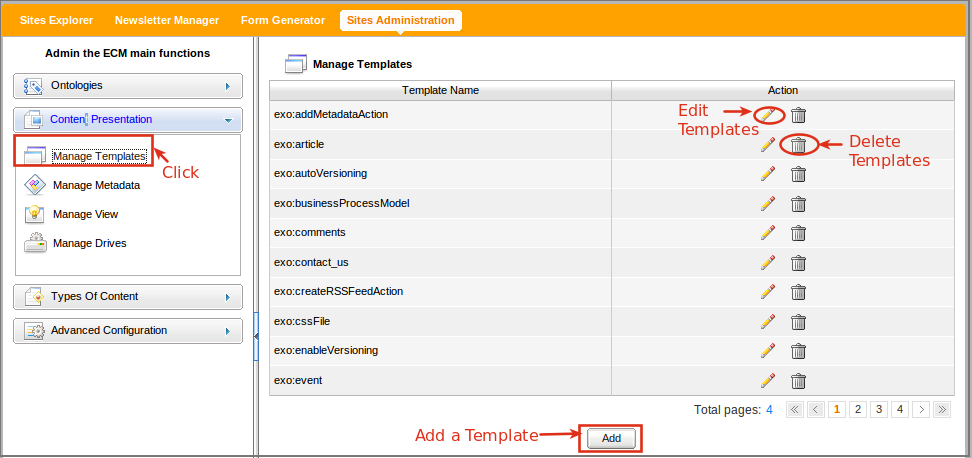 Sites Explorer Newsletter Manager Form Generator Sites Administration
Admin the ECM main functions
Ontologies
Content Presentation
Manage Templates
Click
Manage Metadata
Manage View
Manage Drives
Types Of Content
Advanced Configuration
Manage Templates
Template Name Action
exo:addMetadataAction
Edit
Templates
exo:article
Delete
Templates
exo:autoVersioning
exo:businessProcessModel
exo:comments
exo:contact_us
exo:createRSSFeedAction
exo:cssFile
exo:enableVersioning
exo:event
Total pages: 4 1 2 3 4
Add a Template
Add